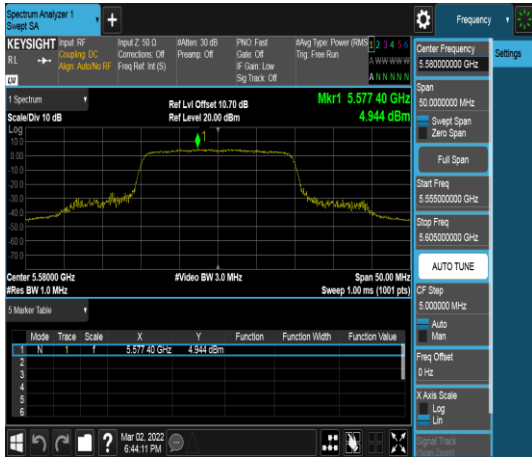 Spectrum Analyzer 1
Swept SA
Frequency
KEYSIGHT
Input: RF
Input Z: 50 Ω
#Atten: 30 dB
PNO: Fast
#Avg Type: Power (RMS
1 2 3 4 5 6
R L
Coupling: DC
Corrections: Off
Preamp: Off
Gate: Off
Trig: Free Run
Align: Auto/No RF
Freq Ref: Int (S)
IF Gain: Low
A WW WW W
Sig Track: Off
A N N N N N
LXI
1 Spectrum
Ref Lvl Offset 10.70 dB
Mkr1 5.577 40 GHz
Scale/Div 10 dB
Ref Level 20.00 dBm
4.944 dBm
Log
1
10.0
0.00
-10.0
-20.0
-30.0
-40.0
-50.0
-60.0
-70.0
Center 5.58000 GHz
#Video BW 3.0 MHz
Span 50.00 MHz
#Res BW 1.0 MHz
Sweep 1.00 ms (1001 pts)
5 Marker Table
Mode Trace Scale X Y Function Function Width Function Value
1 N 1 f 5.577 40 GHz 4.944 dBm
2
3
4
5
6
Mar 02, 2022
6:44:11 PM
Center Frequency
5.580000000 GHz
Settings
Span
50.0000000 MHz
Swept Span
Zero Span
Full Span
Start Freq
5.555000000 GHz
Stop Freq
5.605000000 GHz
AUTO TUNE
CF Step
5.000000 MHz
Auto
Man
Freq Offset
0 Hz
X Axis Scale
Log
Lin
Signal Track
(Span Zoom)